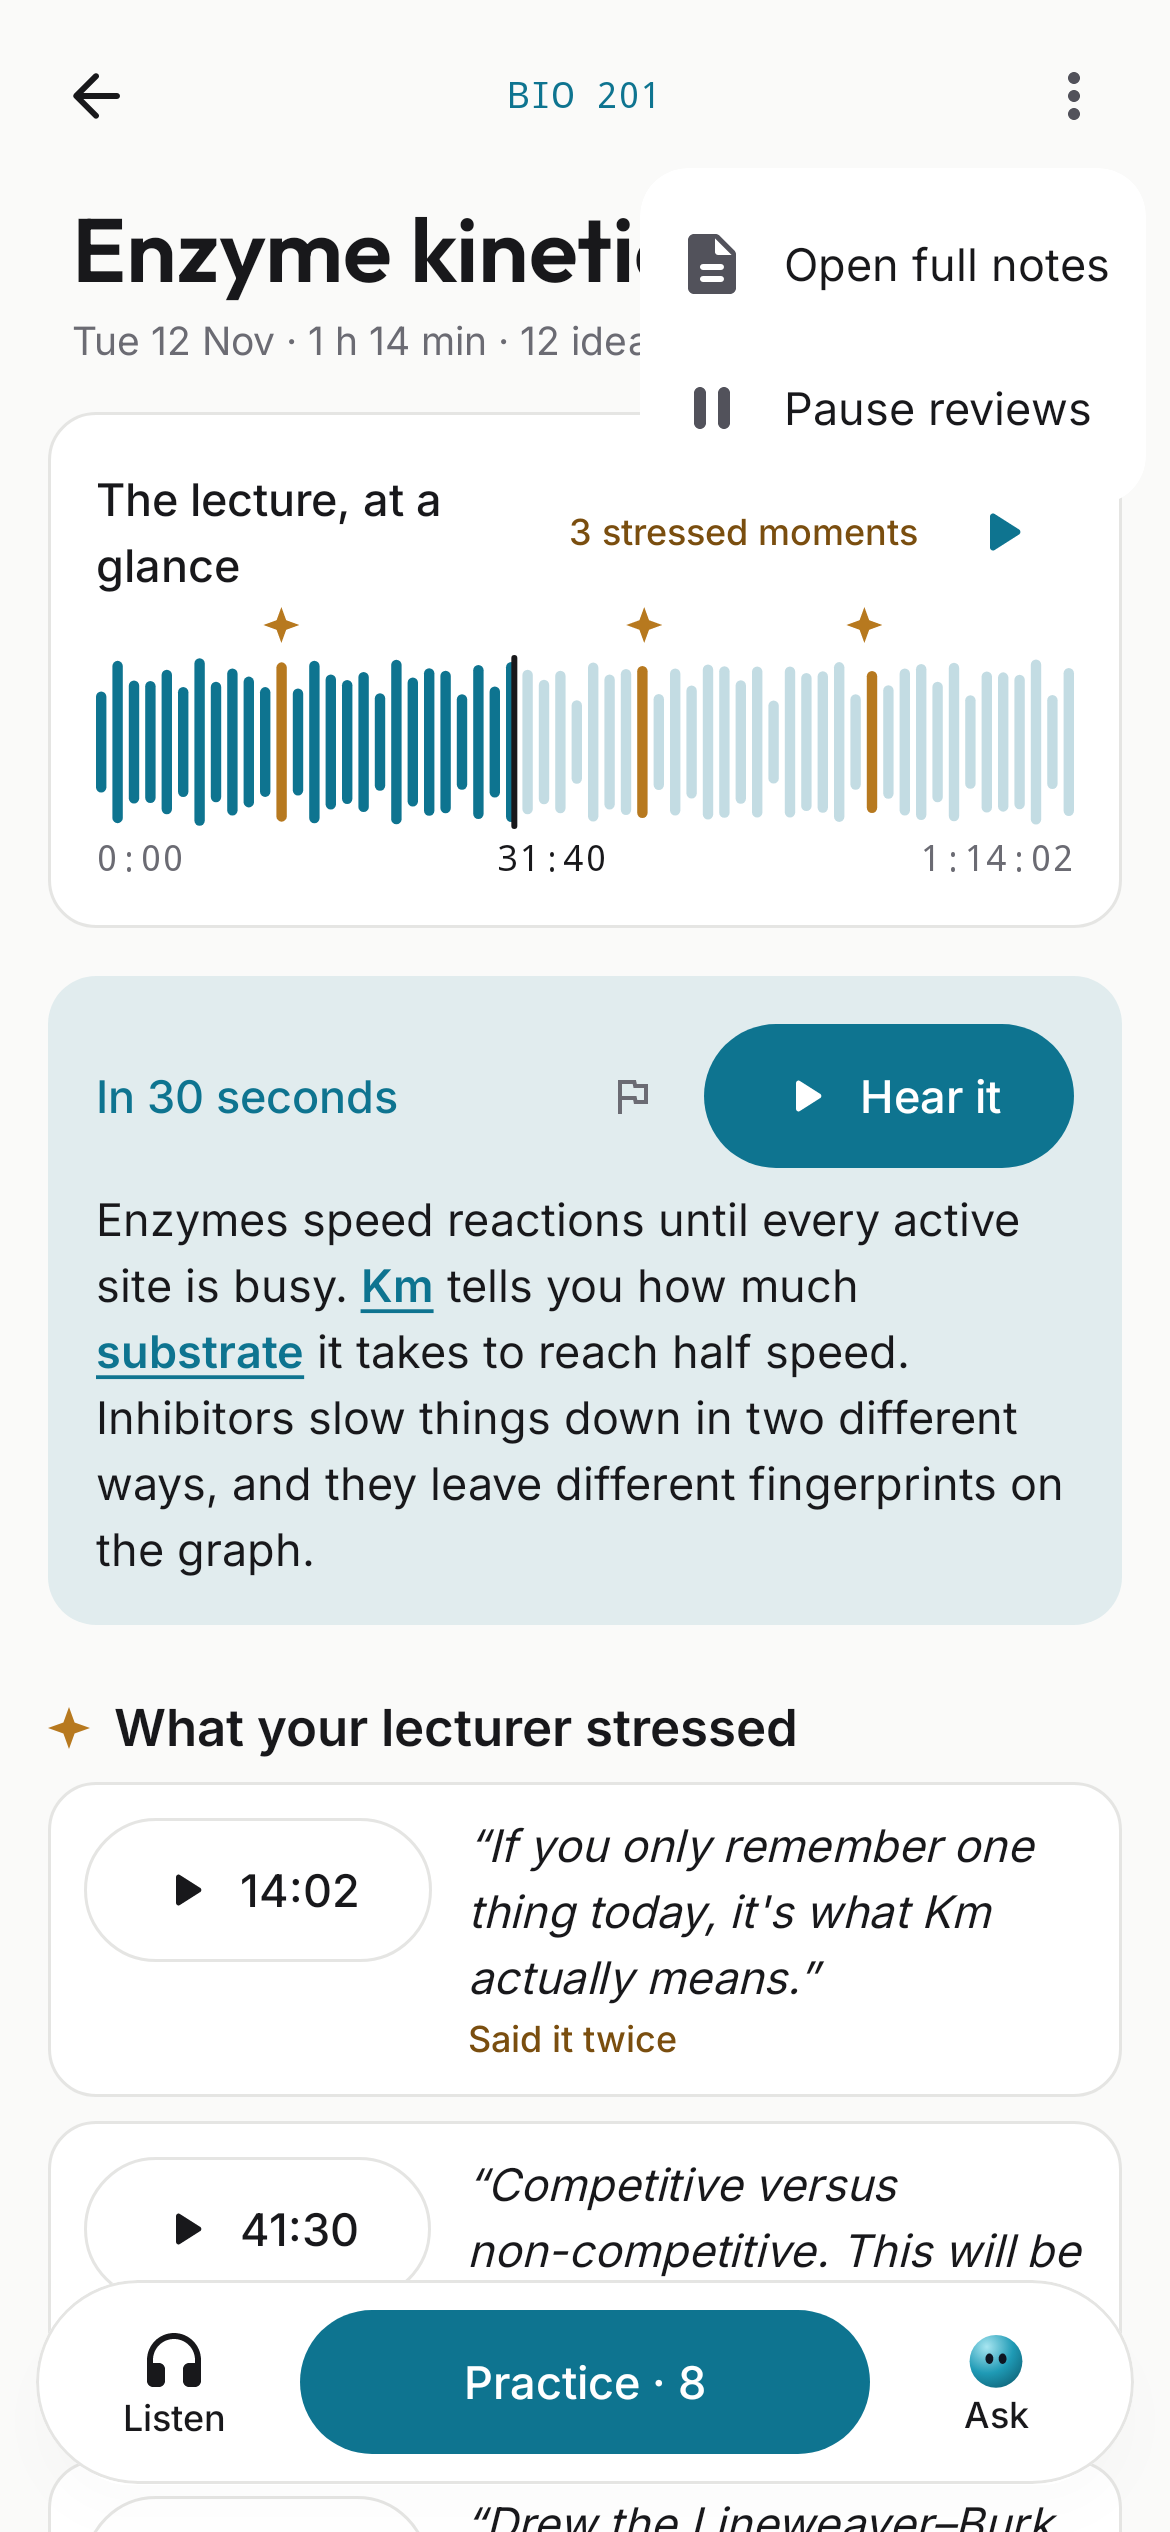 BIO 201
Enzyme kinetic
Tue 12 Nov · 1 h 14 min · 12 idea
Open full notes
Pause reviews
The lecture, at a
glance
3 stressed moments
0:00
31:40
1:14:02
In 30 seconds
Hear it
Enzymes speed reactions until every active
site is busy. Km tells you how much
substrate it takes to reach half speed.
Inhibitors slow things down in two different
ways, and they leave different fingerprints on
the graph.
What your lecturer stressed
14:02
“If you only remember one
thing today, it's what Km
actually means.”
Said it twice
41:30
“Competitive versus
non-competitive. This will be
Listen
Practice · 8
Ask
“Drew the Lineweaver–Burk